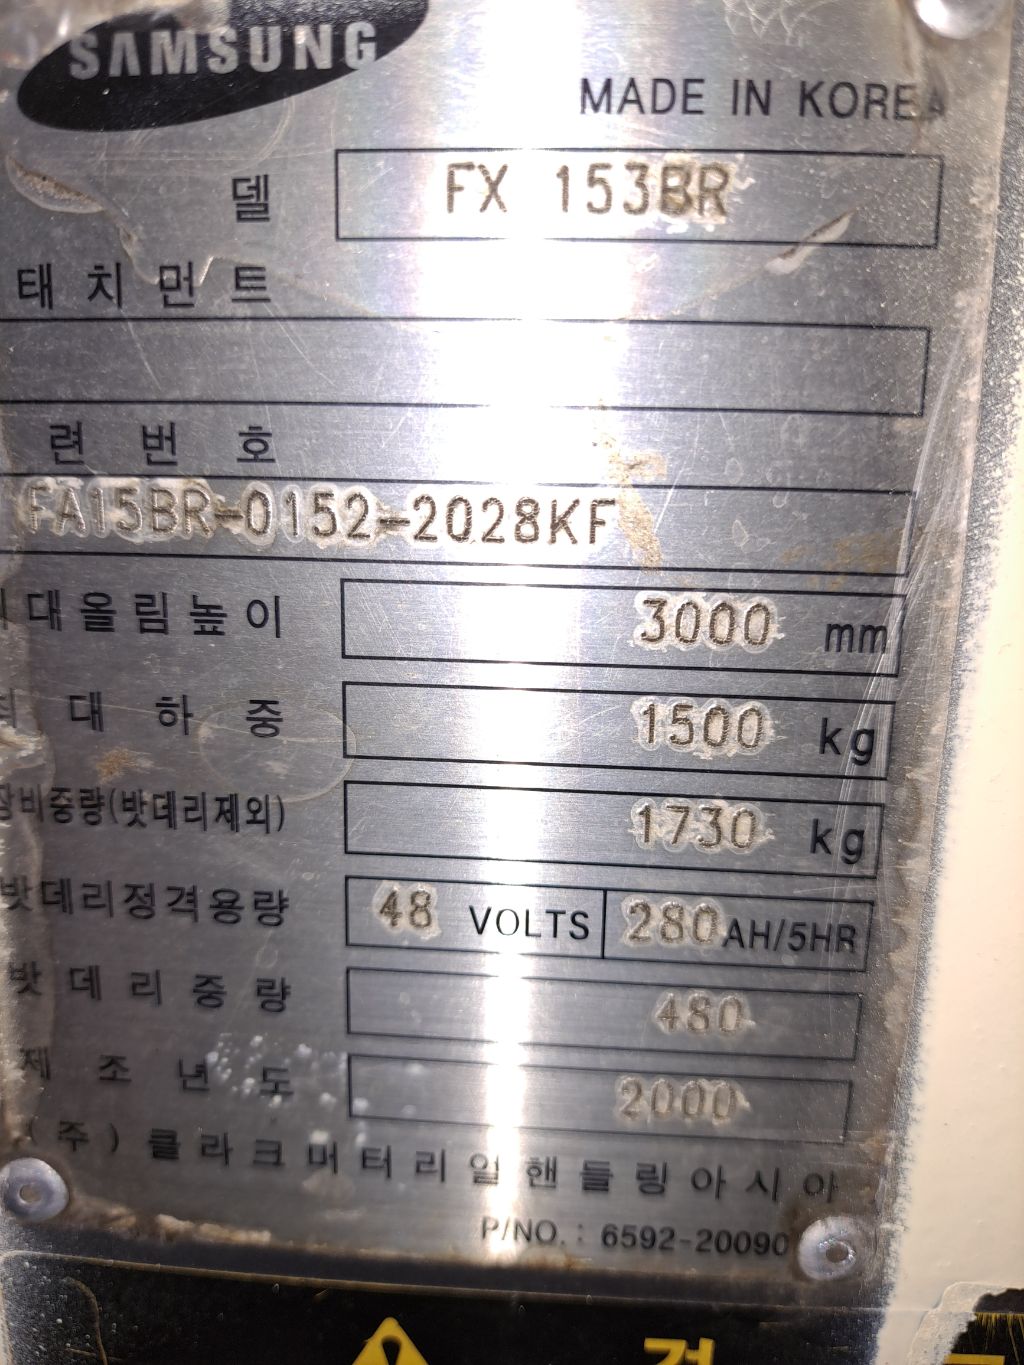 SAMSUNG
MADE IN KOREA
델 FX 153BR
태치먼트
련번호
FA15BR-0152-2028KF
대올림높이 3000 mm
대하중 1500 kg
장비중량(밧데리제외) 1730 kg
밧데리정격용량 48 VOLTS 280 AH/5HR
밧데리중량 480
제조년도 2000
(주)클라크머터리얼핸들링아시아
P/NO.: 6592-20090